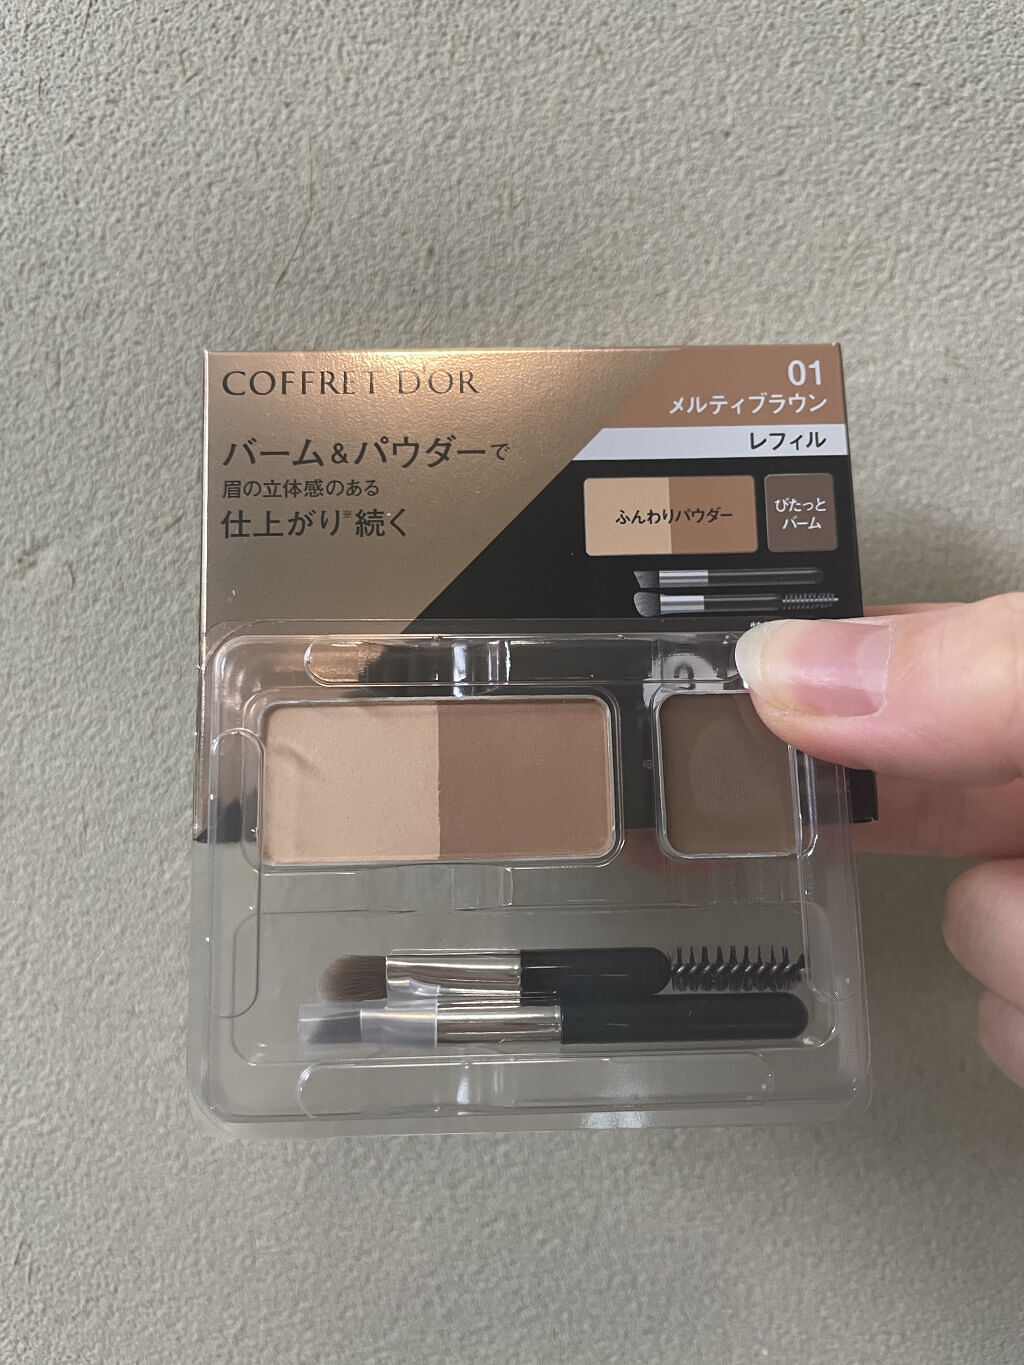 COFFRET D'OR
バーム&パウダーで
眉の立体感のある
仕上がり※続く
01
メルティブラウン
レフィル
ふんわりパウダー
ぴたっと
バーム